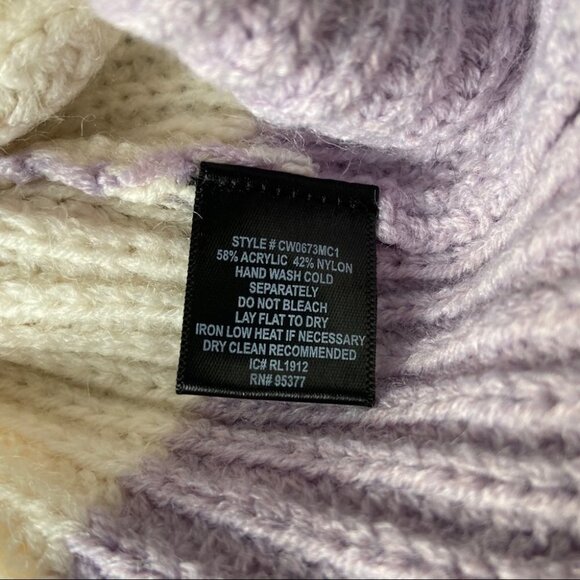 STYLE # CW0673MC1
58% ACRYLIC 42% NYLON
HAND WASH COLD
SEPARATELY
DO NOT BLEACH
LAY FLAT TO DRY
IRON LOW HEAT IF NECESSARY
DRY CLEAN RECOMMENDED
IC# RL1912
RN# 95377